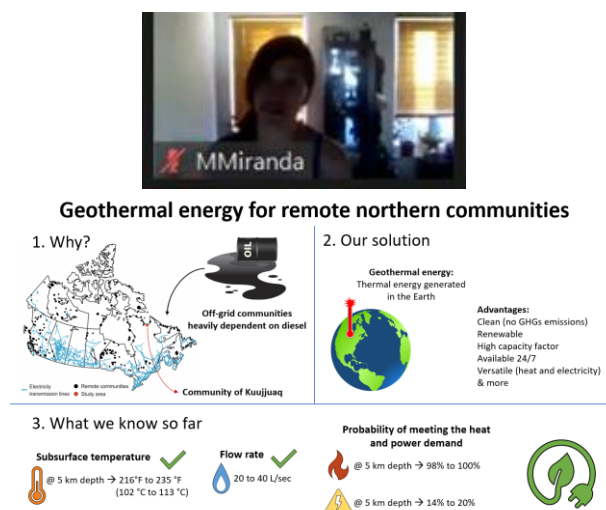 MMiranda
Geothermal energy for remote northern communities
1. Why?
OIL
Off-grid communities
heavily dependent on diesel
Community of Kuujjuaq
Electricity
transmission lines
Remote communities
Study area
2. Our solution
Geothermal energy:
Thermal energy generated
in the Earth
Advantages:
Clean (no GHGs emissions)
Renewable
High capacity factor
Available 24/7
Versatile (heat and electricity)
& more
3. What we know so far
Subsurface temperature
@ 5 km depth → 216°F to 235 °F
(102 °C to 113 °C)
Flow rate
20 to 40 L/sec
Probability of meeting the heat
and power demand
@ 5 km depth → 98% to 100%
@ 5 km depth → 14% to 20%